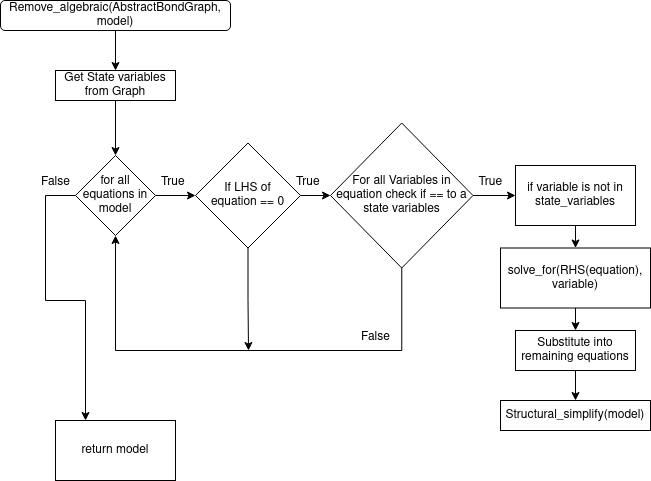 Remove_algebraic(AbstractBondGraph,
model)
Get State variables
from Graph
False
for all
equations in
model
True
If LHS of
equation == 0
True
For all Variables in
equation check if == to a
state variables
True
if variable is not in
state_variables
solve_for(RHS(equation),
variable)
False
Substitute into
remaining equations
Structural_simplify(model)
return model